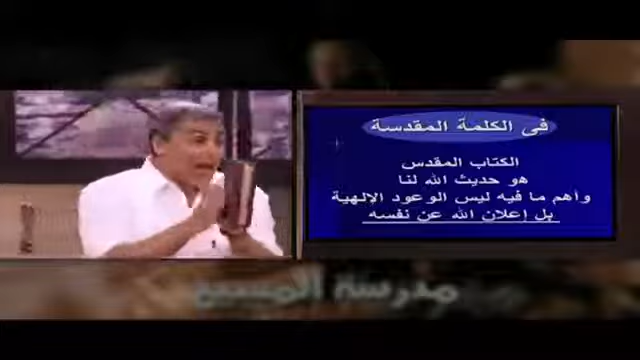 فى الكلمة المقدسة
الكتاب المقدس
هو حديث الله لنا
وأهم ما فيه ليس الوعود الإلهية
بل إعلان الله عن نفسه
مدرسة المسيح